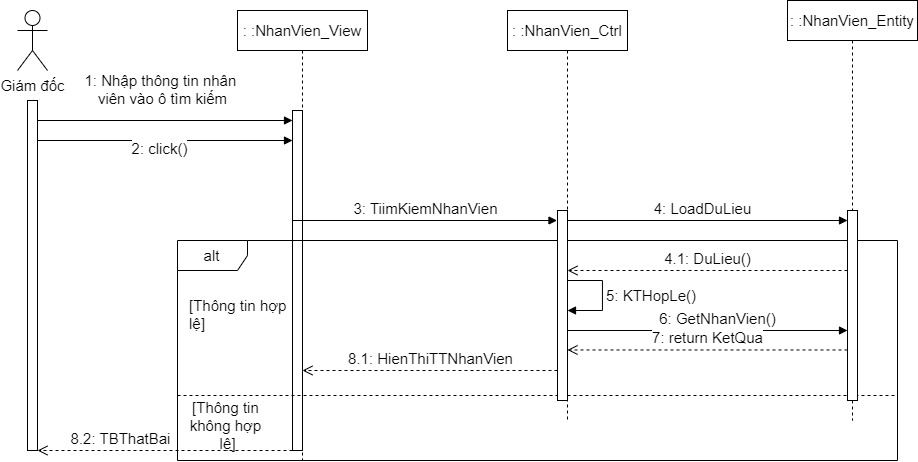 : :NhanVien_View
: :NhanVien_Ctrl
: :NhanVien_Entity
Giám đốc
1: Nhập thông tin nhân
viên vào ô tìm kiếm
2: click()
3: TiimKiemNhanVien
4: LoadDuLieu
alt
4.1: DuLieu()
[Thông tin hợp
lệ]
5: KTHopLe()
6: GetNhanVien()
7: return KetQua
8.1: HienThiTTNhanVien
[Thông tin
không hợp
lệ]
8.2: TBThatBai